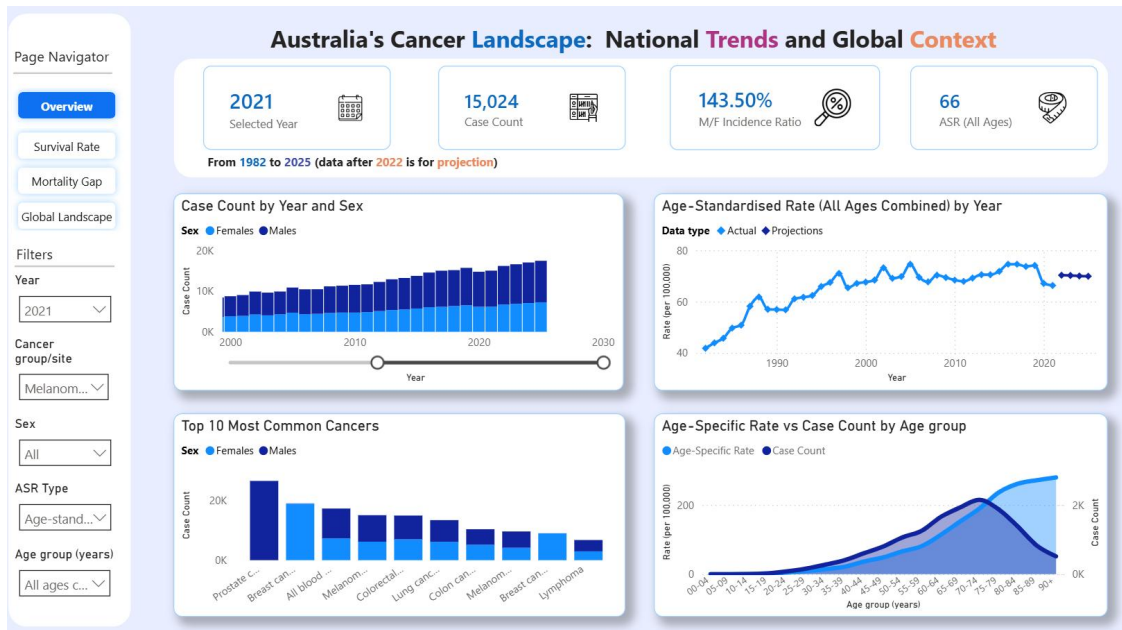 Australia's Cancer Landscape: National Trends and Global Context
Page Navigator
Overview
Survival Rate
Mortality Gap
Global Landscape
Filters
Year
2021
Cancer
group/site
Melanom...
Sex
All
ASR Type
Age-stand...
Age group (years)
All ages c...
2021
Selected Year
15,024
Case Count
143.50%
M/F Incidence Ratio
66
ASR (All Ages)
From 1982 to 2025 (data after 2022 is for projection)
Case Count by Year and Sex
Sex Females Males
Case Count
20K
10K
0K
2000 2010 2020 2030
Year
Age-Standardised Rate (All Ages Combined) by Year
Data type Actual Projections
Rate (per 100,000)
80
60
40
1990 2000 2010 2020
Year
Top 10 Most Common Cancers
Sex Females Males
Case Count
20K
0K
Prostate c... Breast can... All blood ... Melanom... Colorectal... Lung canc... Colon can... Melanom... Breast can... Lymphoma
Age-Specific Rate vs Case Count by Age group
Age-Specific Rate Case Count
Rate (per 100,000)
200
0
2K
0K
Case Count
00-04 05-09 10-14 15-19 20-24 25-29 30-34 35-39 40-44 45-49 50-54 55-59 60-64 65-69 70-74 75-79 80-84 85-89 90+
Age group (years)